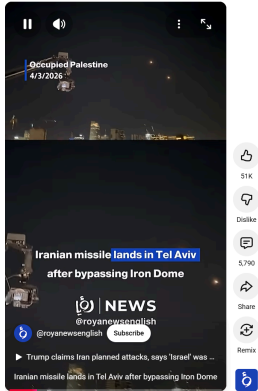 Occupied Palestine
4/3/2026
51K
Dislike
5,790
Share
Remix
Iranian missile lands in Tel Aviv
after bypassing Iron Dome
NEWS
@royanewsenglish
@royanewsenglish
Subscribe
Trump claims Iran planned attacks, says 'Israel' was ...
Iranian missile lands in Tel Aviv after bypassing Iron Dome